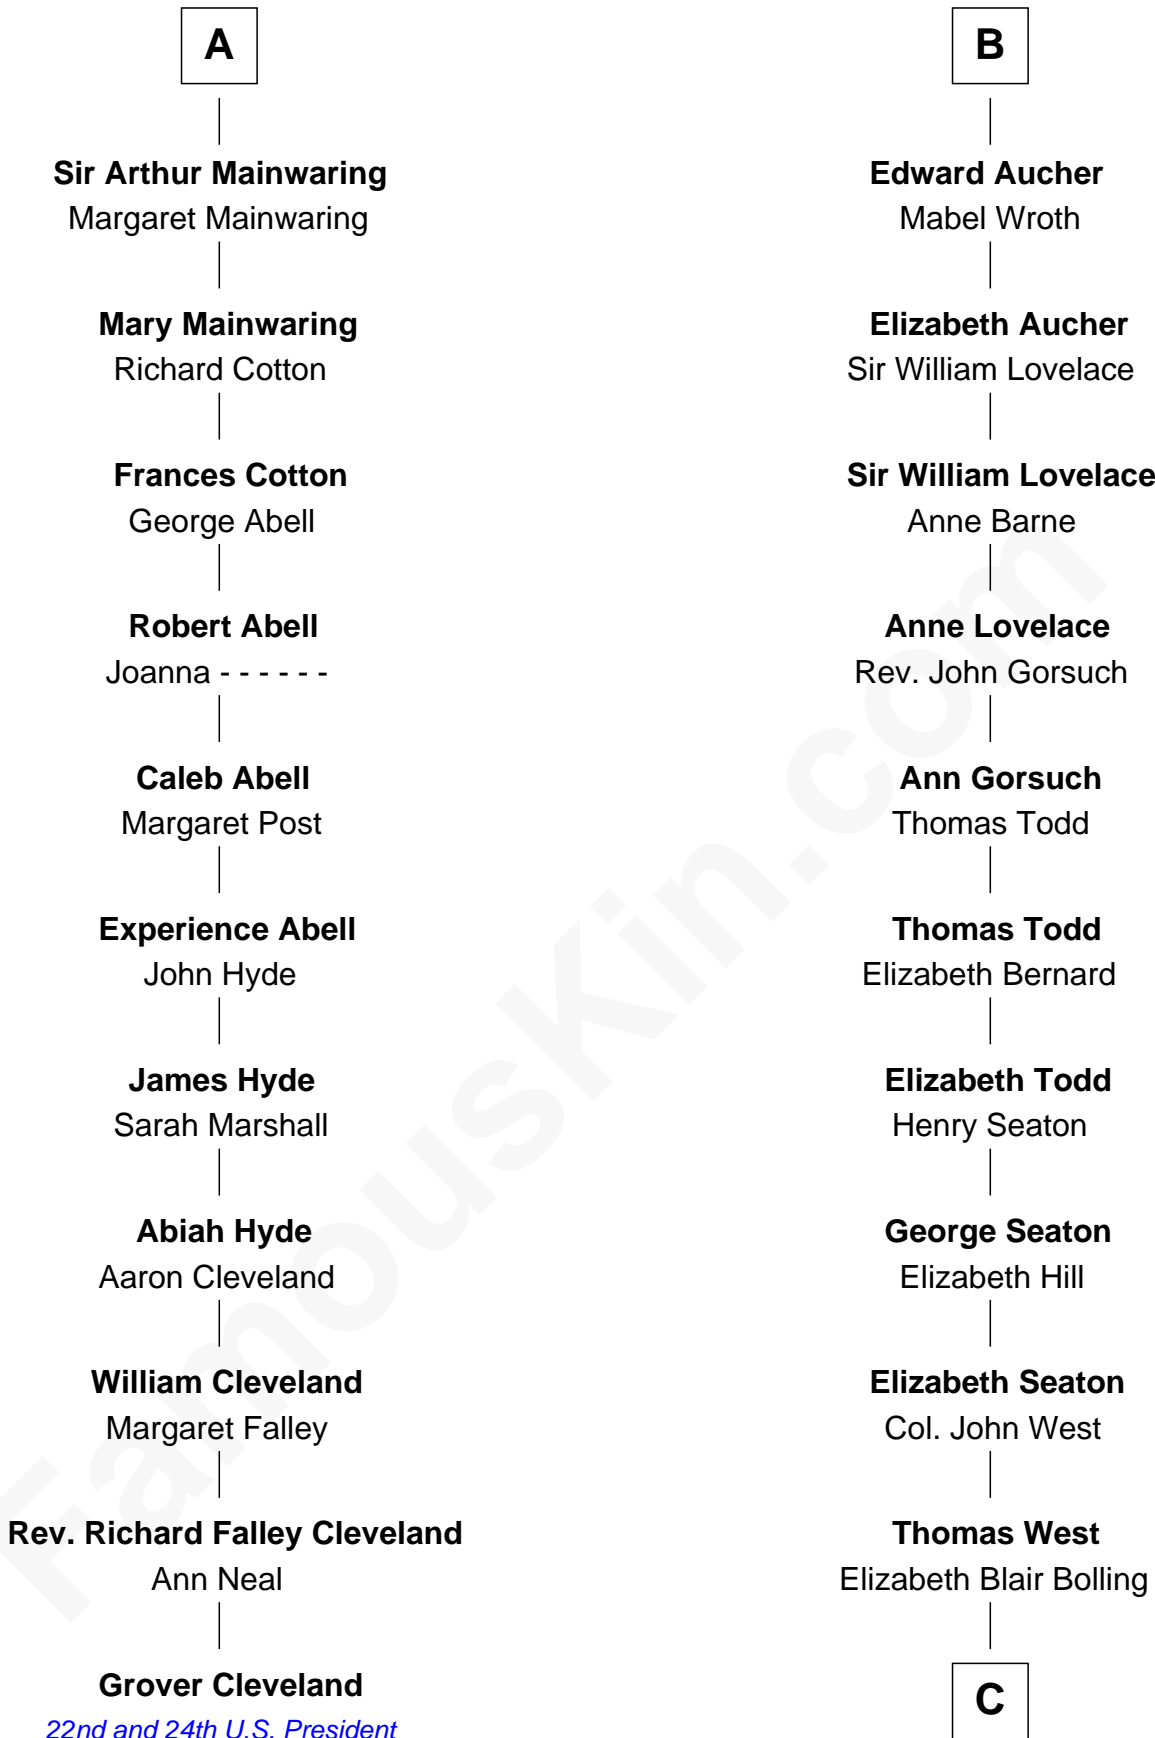 A
Sir Arthur Mainwaring
Margaret Mainwaring
Mary Mainwaring
Richard Cotton
Frances Cotton
George Abell
Robert Abell
Joanna - - - - - -
Caleb Abell
Margaret Post
Experience Abell
John Hyde
James Hyde
Sarah Marshall
Abiah Hyde
Aaron Cleveland
William Cleveland
Margaret Falley
Rev. Richard Falley Cleveland
Ann Neal
Grover Cleveland
22nd and 24th U.S. President
B
Edward Aucher
Mabel Wroth
Elizabeth Aucher
Sir William Lovelace
Sir William Lovelace
Anne Barne
Anne Lovelace
Rev. John Gorsuch
Ann Gorsuch
Thomas Todd
Thomas Todd
Elizabeth Bernard
Elizabeth Todd
Henry Seaton
George Seaton
Elizabeth Hill
Elizabeth Seaton
Col. John West
Thomas West
Elizabeth Blair Bolling
C
FamousKin.com